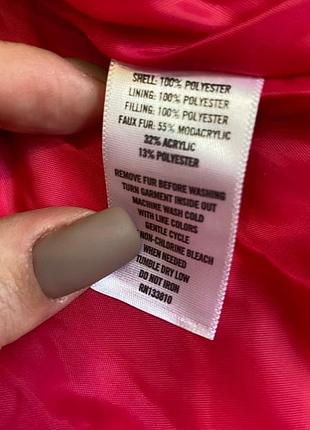 SHELL: 100% POLYESTER
LINING: 100% POLYESTER
FILLING: 100% POLYESTER
FAUX FUR: 55% MODACRYLIC
32% ACRYLIC
13% POLYESTER
REMOVE FUR BEFORE WASHING
TURN GARMENT INSIDE OUT
MACHINE WASH COLD
WITH LIKE COLORS
GENTLE CYCLE
NON-CHLORINE BLEACH
WHEN NEEDED
TUMBLE DRY LOW
DO NOT IRON
RN133810